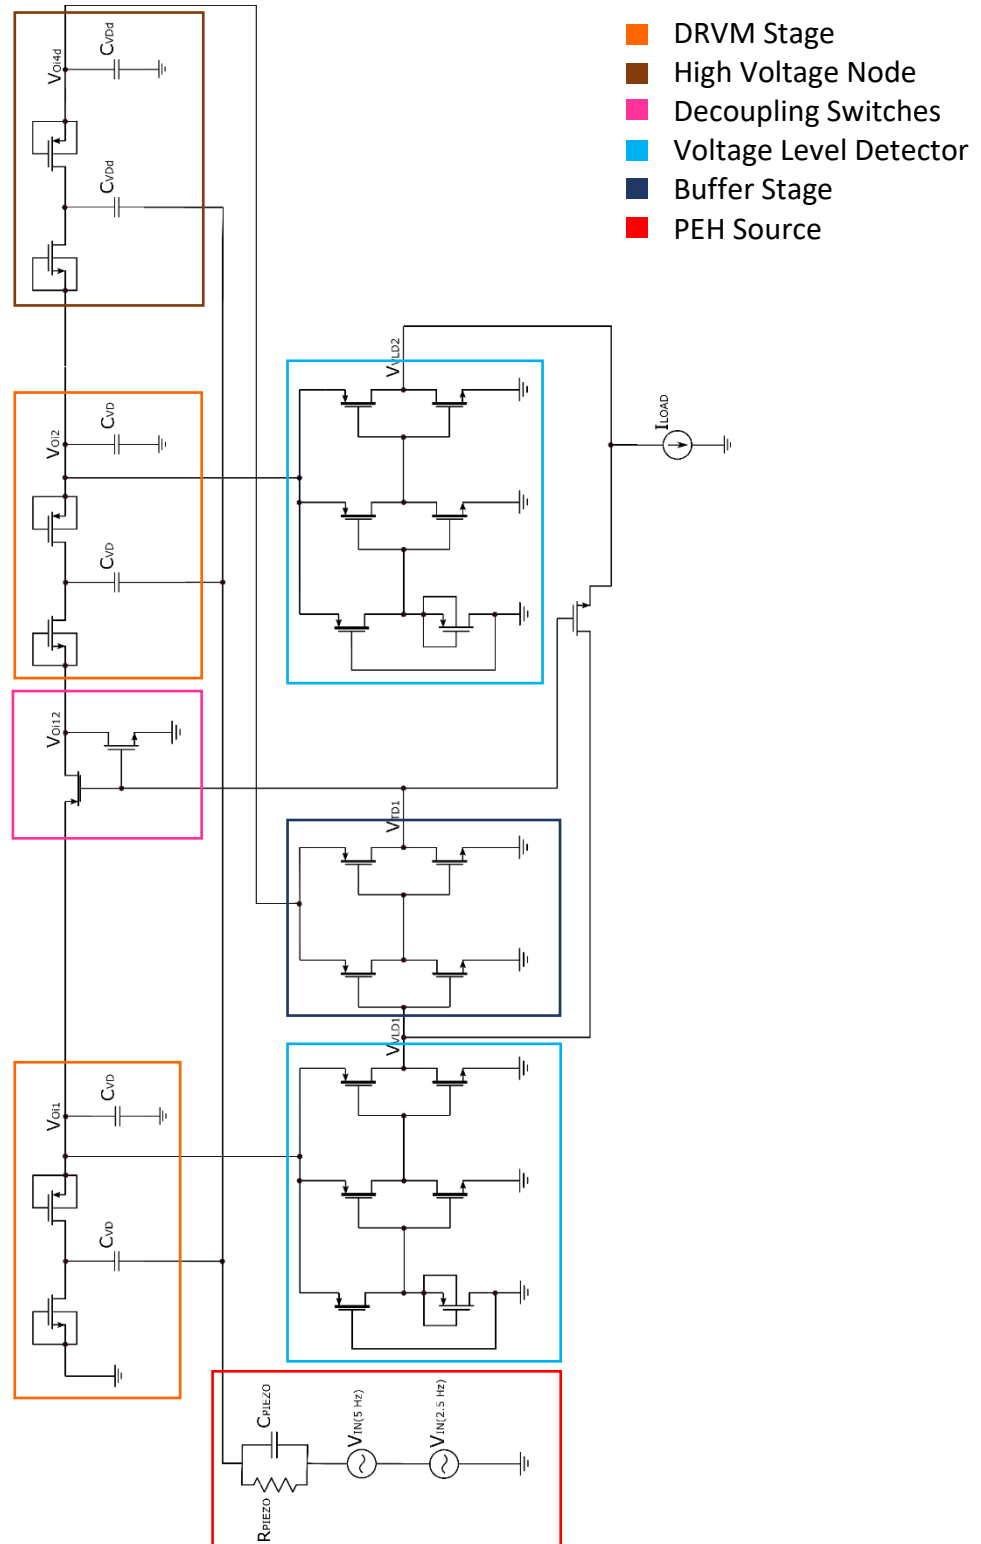 DRVM Stage
High Voltage Node
Decoupling Switches
Voltage Level Detector
Buffer Stage
PEH Source
VOi4d
CVDd
CVDd
VOi2
CVD
CVD
VOi12
VOi1
CVD
CVD
VVLD2
ILOAD
VTD1
VVLD1
CPIEZO
RPIEZO
VIN(5 Hz)
VIN(2.5 Hz)